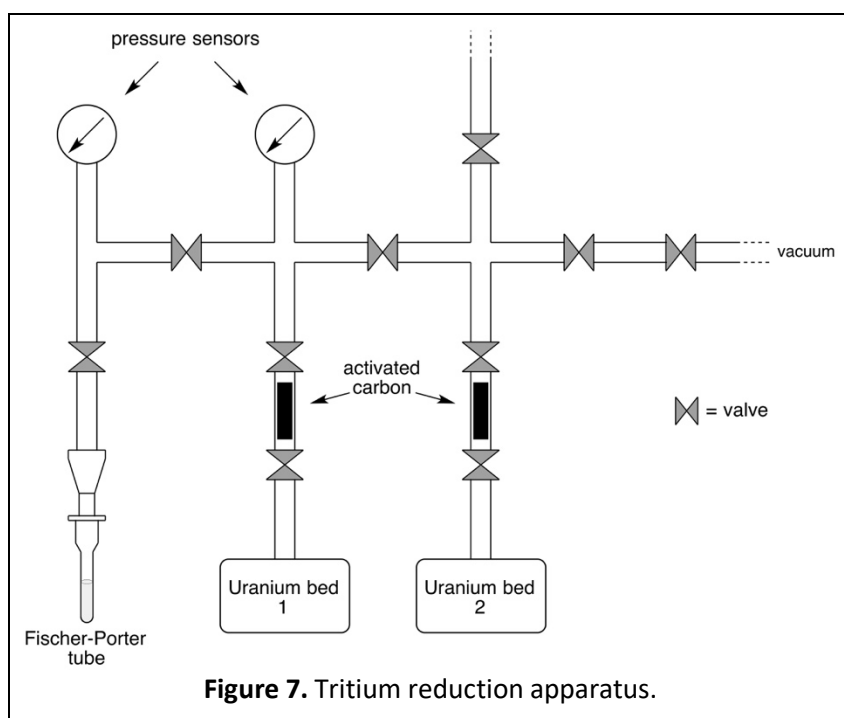 pressure sensors
vacuum
activated
carbon
= valve
Uranium bed
1
Uranium bed
2
Fischer-Porter
tube
Figure 7. Tritium reduction apparatus.